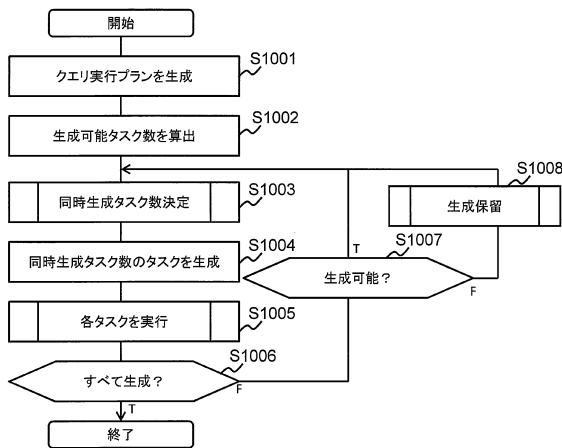 開始
クエリ実行プランを生成
S1001
生成可能タスク数を算出
S1002
同時生成タスク数決定
S1003
同時生成タスク数のタスクを生成
S1004
各タスクを実行
S1005
すべて生成？
S1006
F
T
終了
生成可能？
S1007
T
F
生成保留
S1008